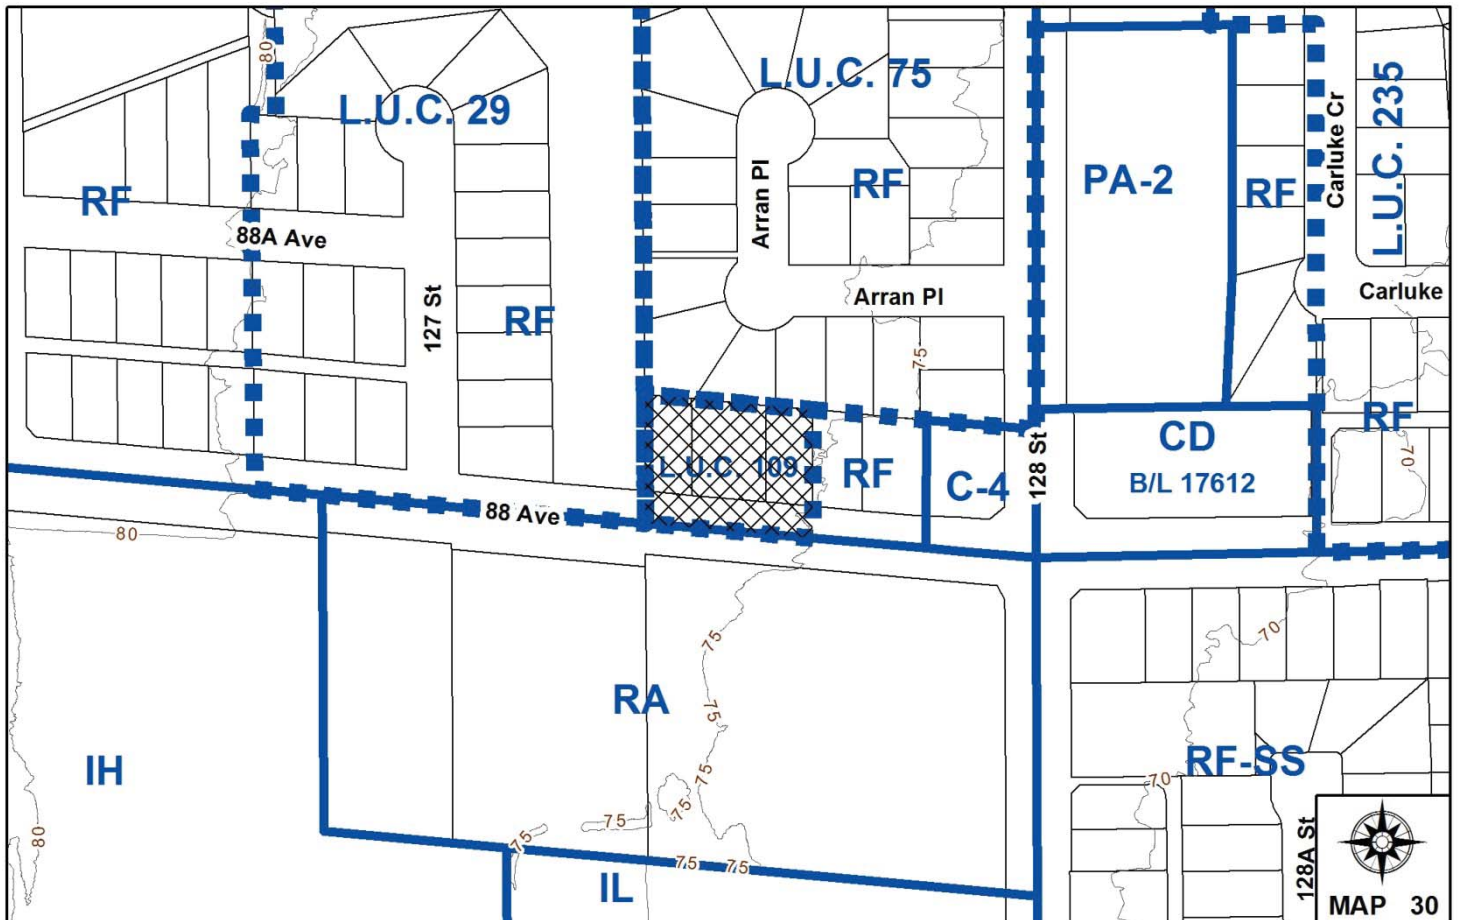 80
L.U.C. 29
L.U.C. 75
L.U.C. 235
Carluke Cr
RF
88A Ave
127 St
RF
Arran Pl
RF
PA-2
RF
Arran Pl
Carluke
75
L.U.C. 109
RF
C-4
128 St
CD
B/L 17612
RF
70
88 Ave
80
75
70
RA
75
IH
75
RF-SS
70
80
75
75
75
75
75
IL
128A St
MAP 30